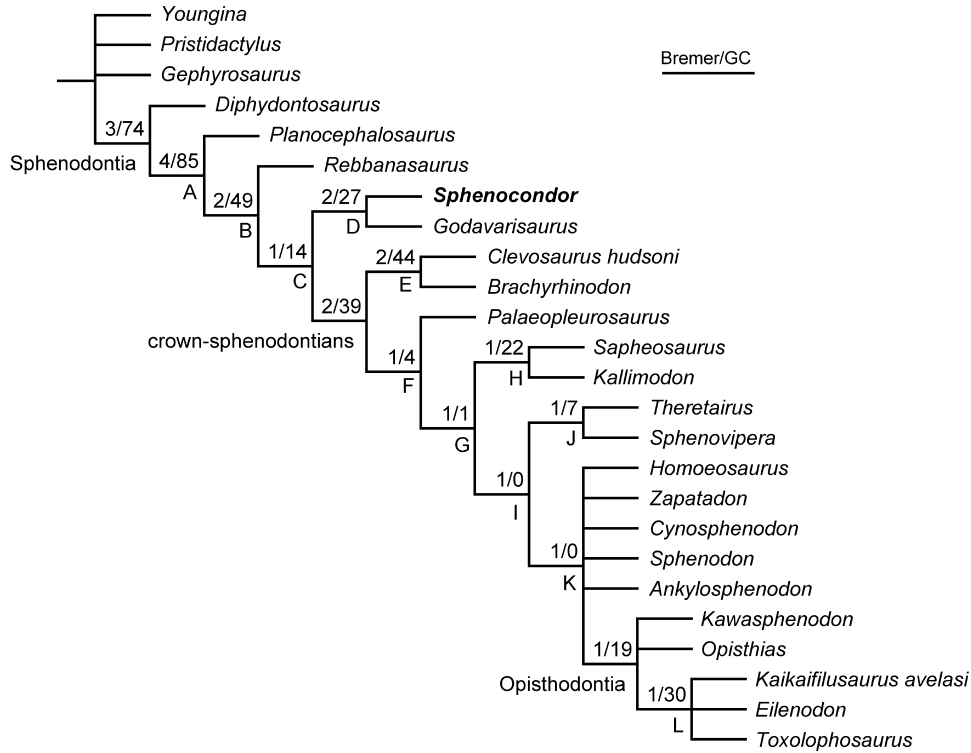 Youngina
Pristidactylus
Bremer/GC
Gephyrosaurus
Diphydontosaurus
3/74
Planocephalosaurus
Sphenodontia
4/85
Rebbanasaurus
A
2/49
2/27
Sphenocondor
B
D
Godavarisaurus
1/14
2/44
Clevosaurus hudsoni
C
E
Brachyrhinodon
2/39
Palaeopleurosaurus
crown-sphenodontians
1/4
1/22
Sapheosaurus
F
H
Kallimodon
1/1
1/7
Theretairus
G
J
Sphenovipera
Homoeosaurus
1/0
Zapatadon
I
Cynosphenodon
1/0
Sphenodon
K
Ankylosphenodon
Kawasphenodon
1/19
Opisthias
Opisthodontia
Kaikaifilusaurus avelasi
1/30
Eilenodon
L
Toxolophosaurus